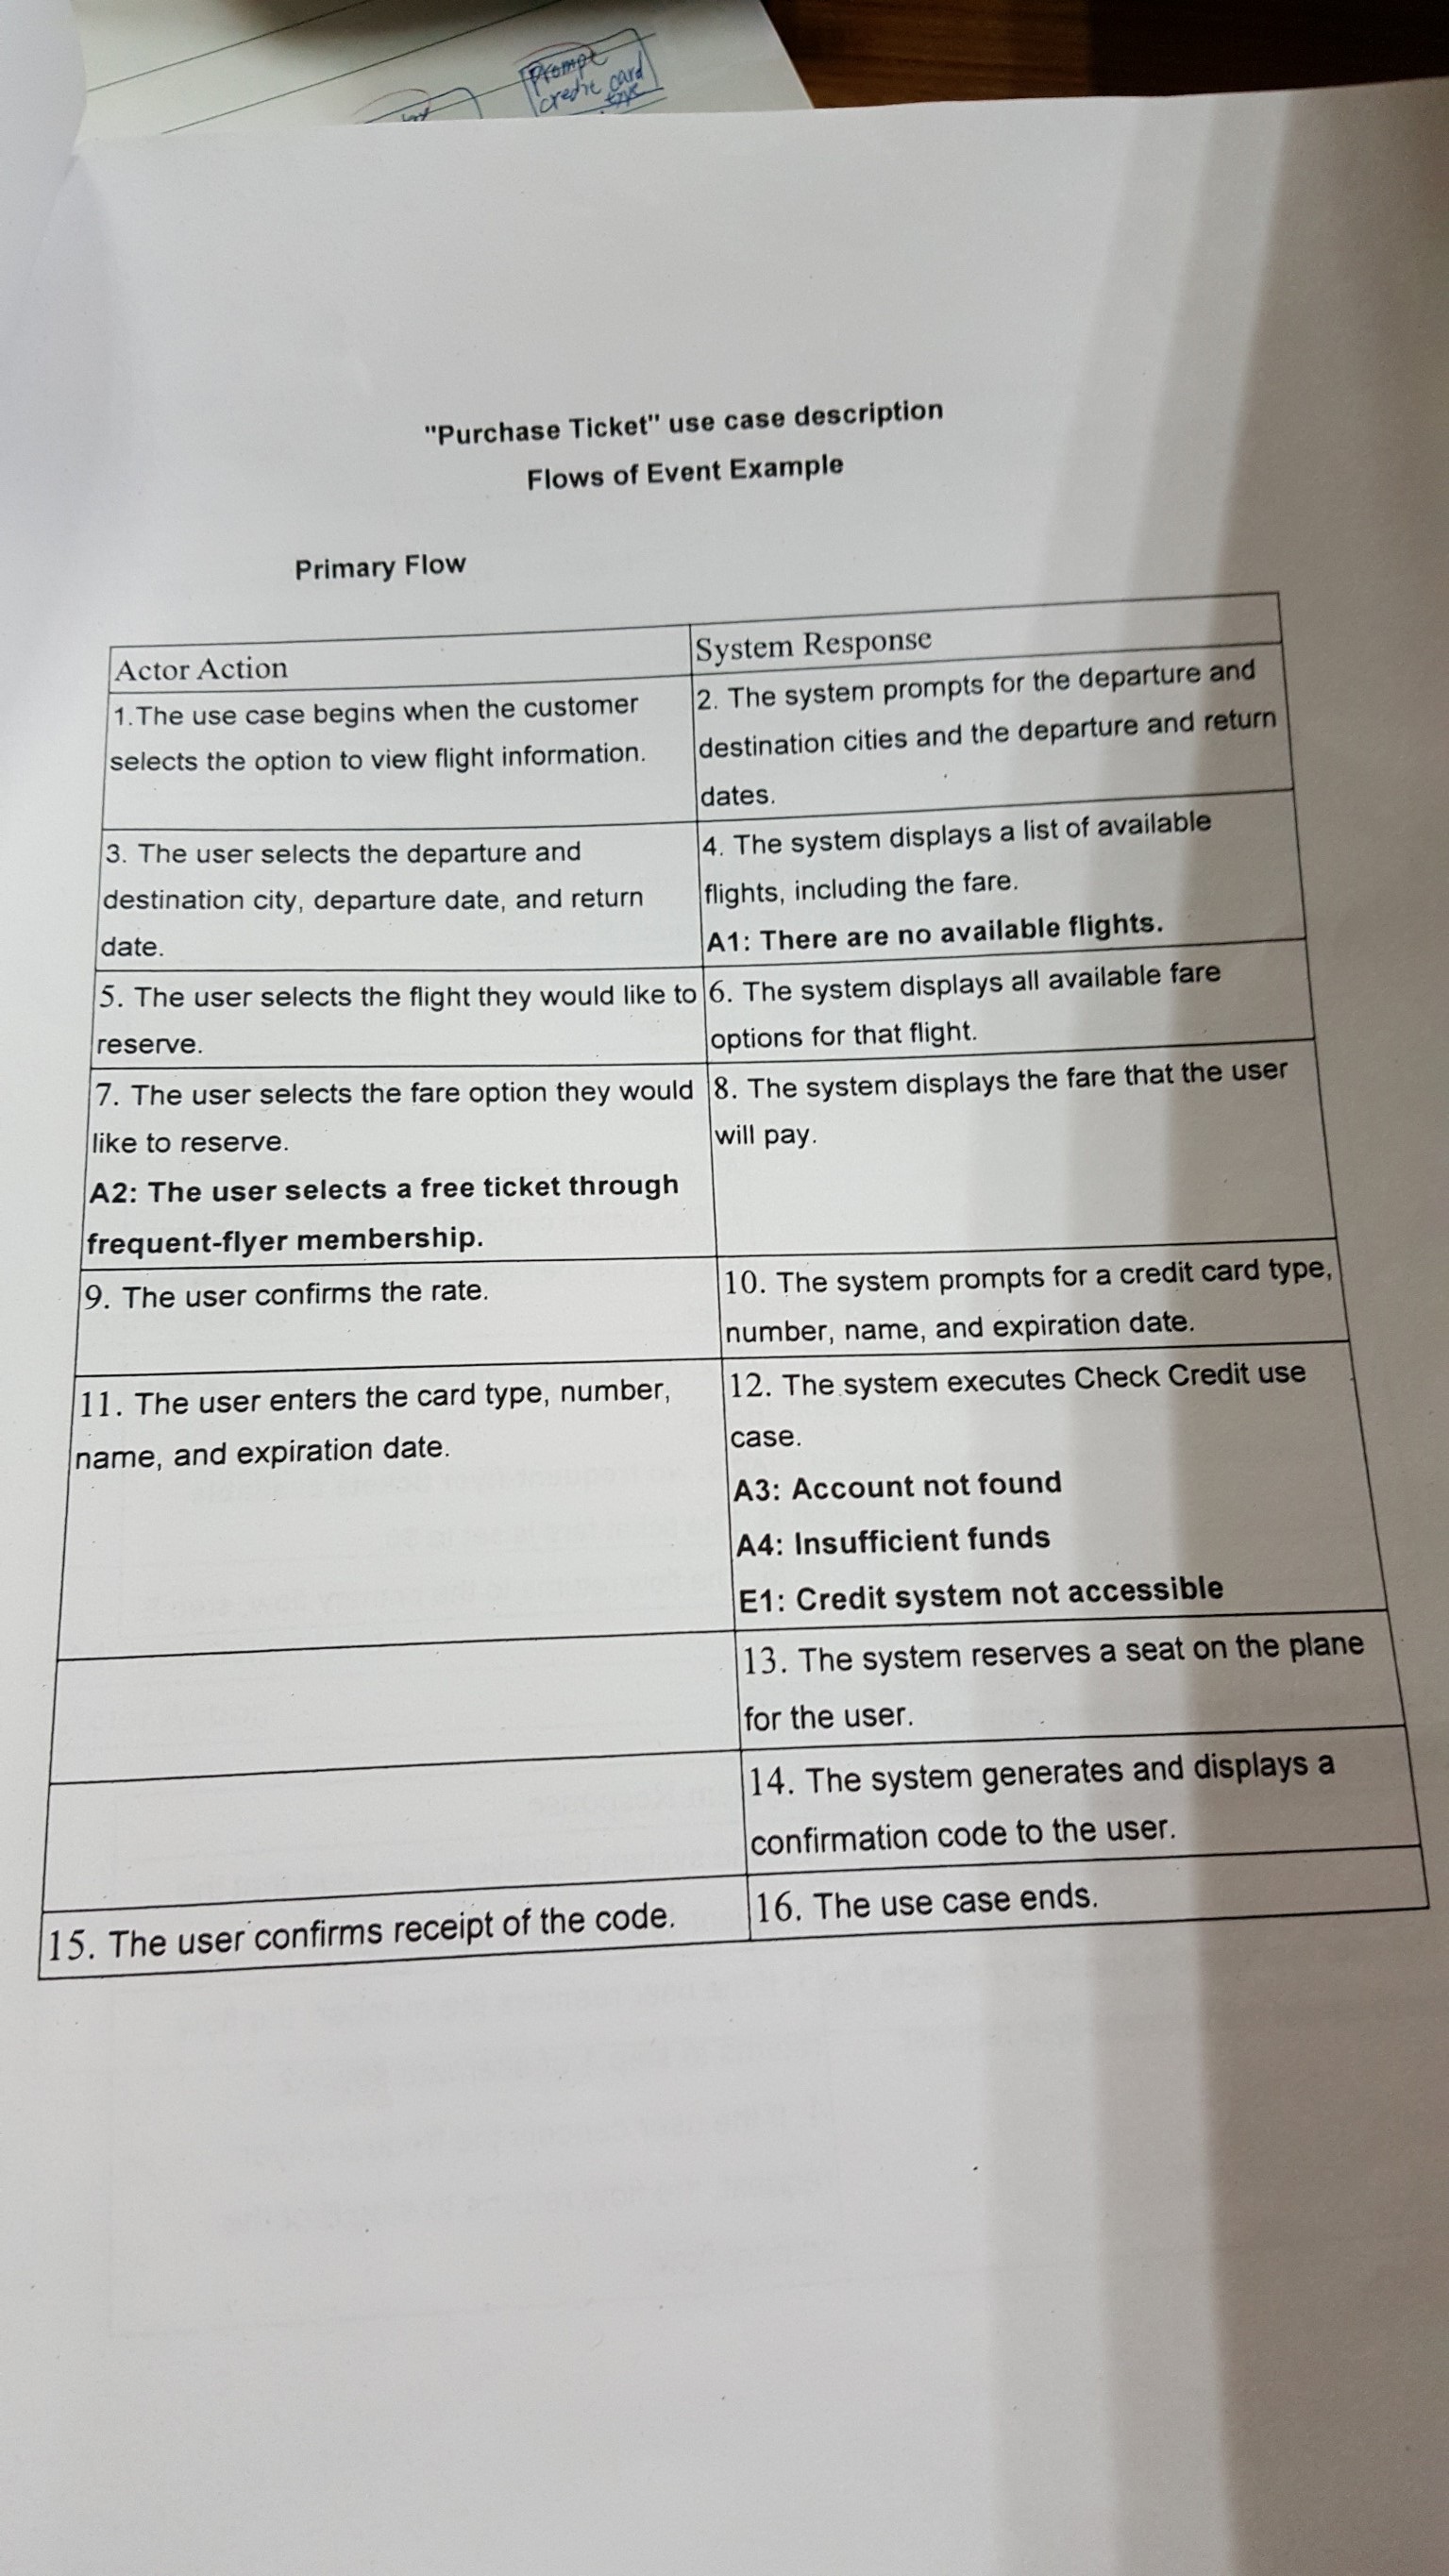 Prompt
credit card
"Purchase Ticket" use case description
Flows of Event Example
Primary Flow
Actor Action
System Response
1.The use case begins when the customer
selects the option to view flight information.
2. The system prompts for the departure and
destination cities and the departure and return
dates.
3. The user selects the departure and
destination city, departure date, and return
date.
4. The system displays a list of available
flights, including the fare.
A1: There are no available flights.
5. The user selects the flight they would like to
reserve.
6. The system displays all available fare
options for that flight.
7. The user selects the fare option they would
like to reserve.
A2: The user selects a free ticket through
frequent-flyer membership.
8. The system displays the fare that the user
will pay.
9. The user confirms the rate.
10. The system prompts for a credit card type,
number, name, and expiration date.
11. The user enters the card type, number,
name, and expiration date.
12. The system executes Check Credit use
case.
A3: Account not found
A4: Insufficient funds
E1: Credit system not accessible
13. The system reserves a seat on the plane
for the user.
14. The system generates and displays a
confirmation code to the user.
15. The user confirms receipt of the code.
16. The use case ends.